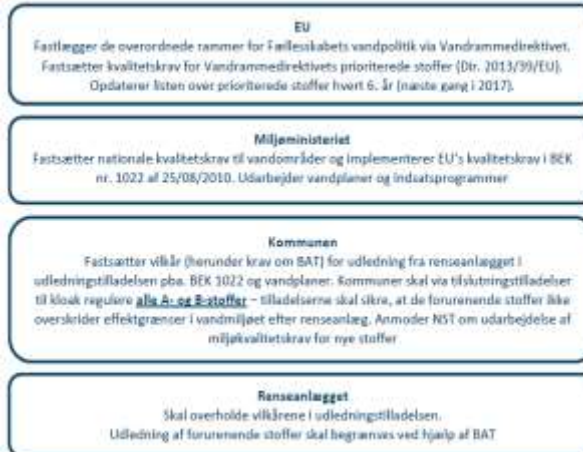 EU
Fastlægger de overordnede rammer for Fællesskabets vandpolitik via Vandrammedirektivet.
Fastsætter kvalitetskrav for Vandrammedirektivets prioriterede stoffer (Dir. 2013/39/EU).
Opdaterer listen over prioriterede stoffer hvert 6. år (næste gang i 2017).
Miljøministeriet
Fastsætter nationale kvalitetskrav til vandområder og implementerer EU's kvalitetskrav i BEK
nr. 1022 af 25/08/2010. Udarbejder vandplaner og indsatsprogrammer
Kommunen
Fastsætter vilkår (herunder krav om BAT) for udledning fra renseanlægget i
udledningstilladelsen pba. BEK 1022 og vandplaner. Kommuner skal via tilslutningstilladelser
til kloak regulere alle A- og B-stoffer – tilladelserne skal sikre, at de forurenende stoffer ikke
overskrider effektgrænser i vandmiljøet efter renseanlæg. Anmoder NST om udarbejdelse af
miljøkvalitetskrav for nye stoffer
Renseanlægget
Skal overholde vilkårene i udledningstilladelsen.
Udledning af forurenende stoffer skal begrænses ved hjælp af BAT